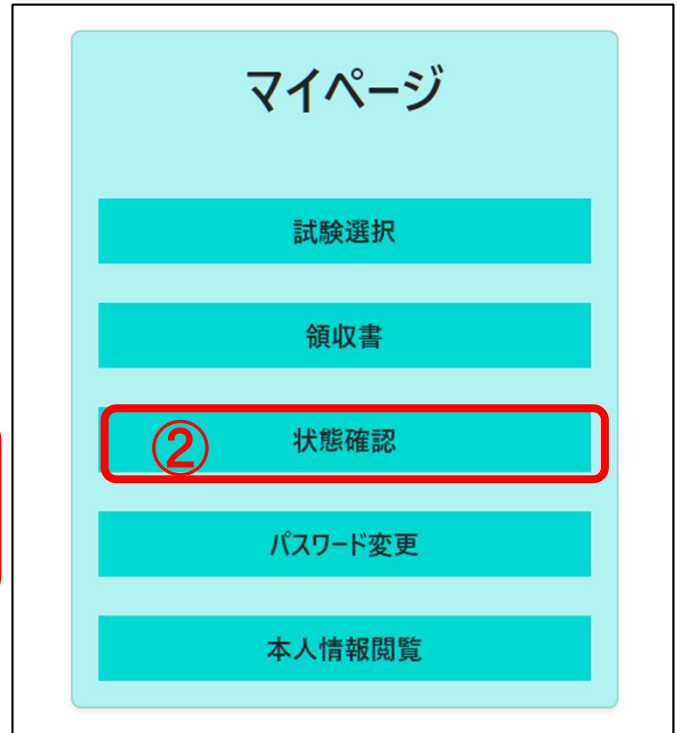 マイページ
試験選択
領収書
② 状態確認
パスワード変更
本人情報閲覧